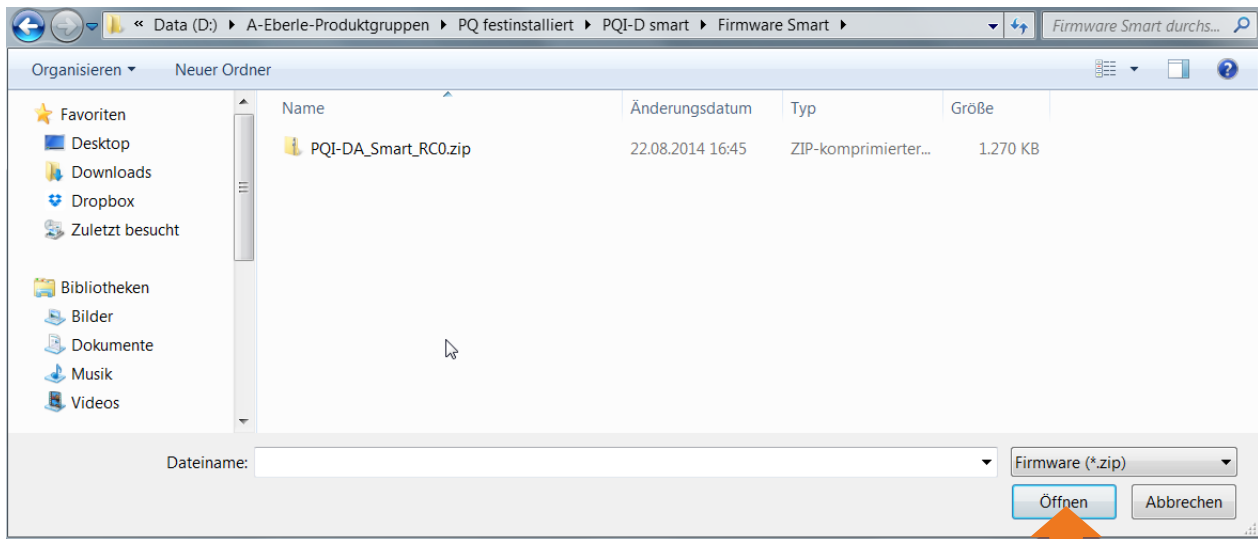 « Data (D:) A-Eberle-Produktgruppen PQ festinstalliert PQI-D smart Firmware Smart Firmware Smart durchs...
Organisieren Neuer Ordner
Favoriten
Desktop
Downloads
Dropbox
Zuletzt besucht
Bibliotheken
Bilder
Dokumente
Musik
Videos
Name Änderungsdatum Typ Größe
PQI-DA_Smart_RC0.zip 22.08.2014 16:45 ZIP-komprimierter... 1.270 KB
Dateiname: Firmware (*.zip)
Öffnen Abbrechen